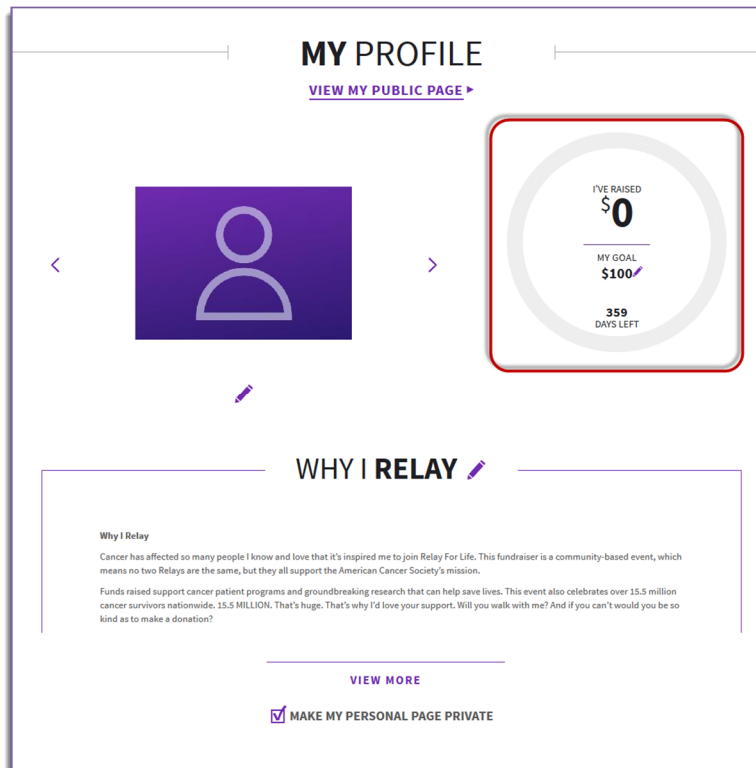 MY PROFILE
VIEW MY PUBLIC PAGE
I'VE RAISED
$0
MY GOAL
$100
359
DAYS LEFT
WHY I RELAY
Why I Relay
Cancer has affected so many people I know and love that it's inspired me to join Relay For Life. This fundraiser is a community-based event, which
means no two Relays are the same, but they all support the American Cancer Society's mission.
Funds raised support cancer patient programs and groundbreaking research that can help save lives. This event also celebrates over 15.5 million
cancer survivors nationwide. 15.5 MILLION. That's huge. That's why I'd love your support. Will you walk with me? And if you can't would you be so
kind as to make a donation?
VIEW MORE
MAKE MY PERSONAL PAGE PRIVATE